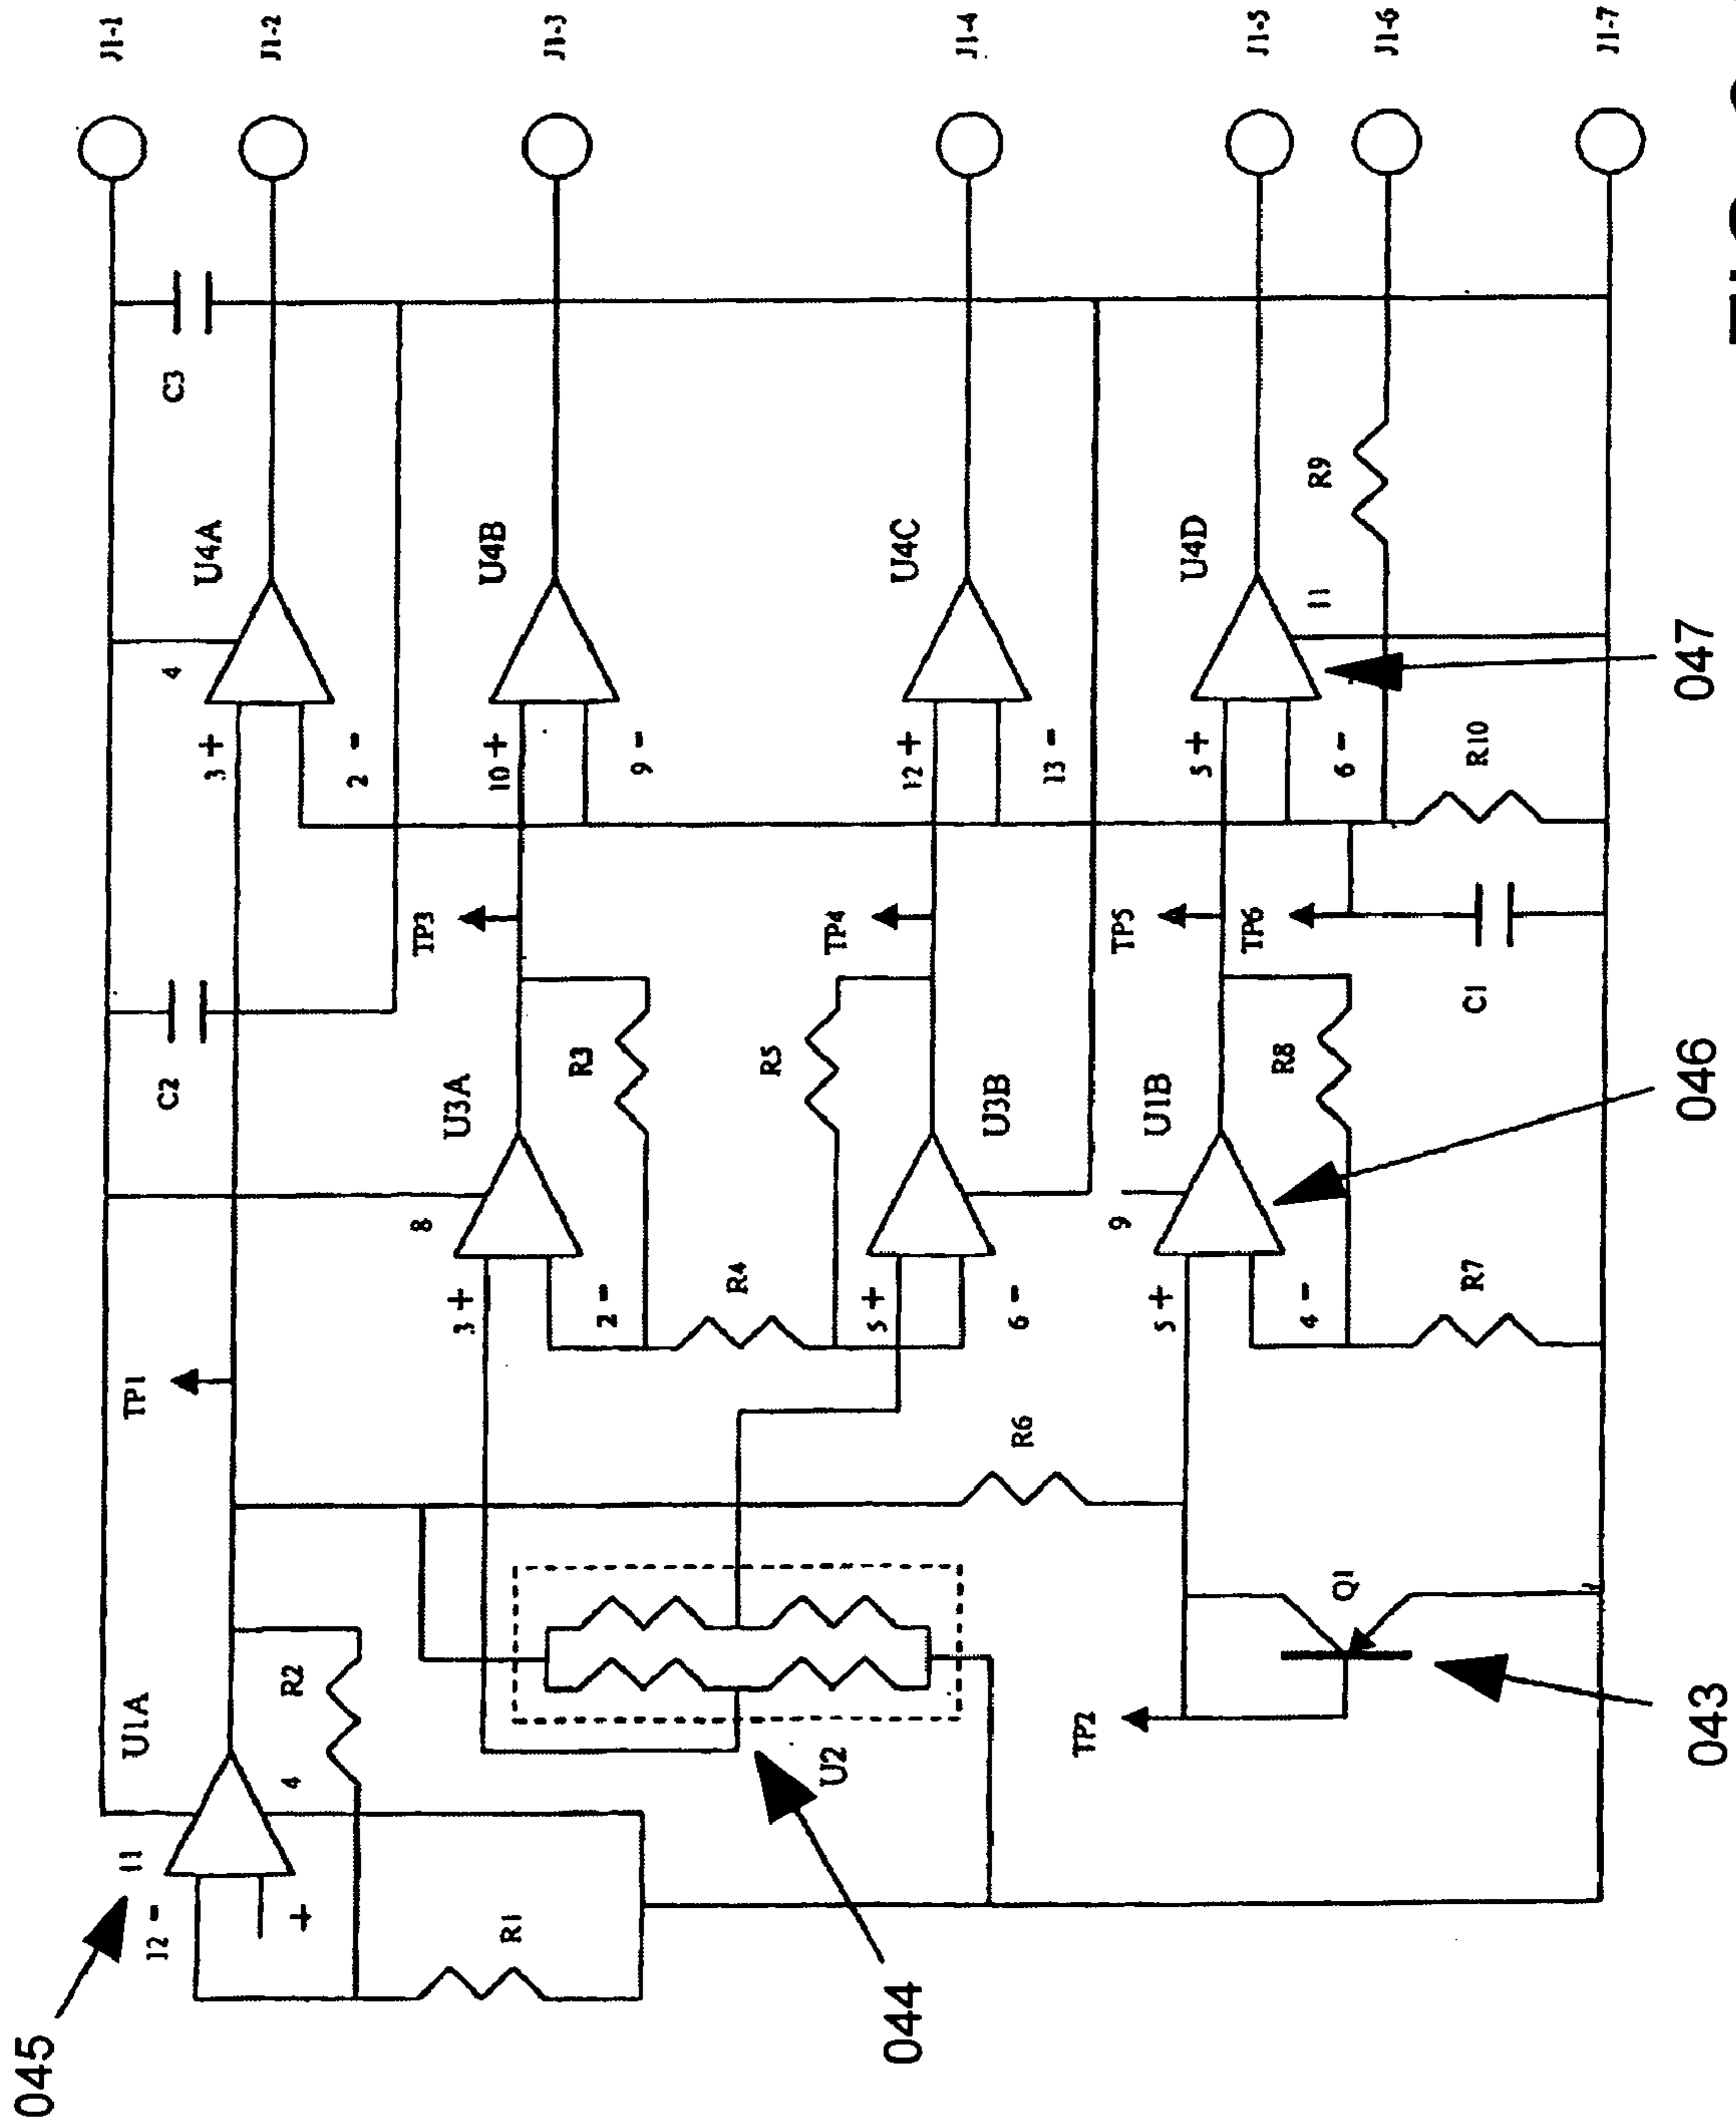 J1-1
J1-2
J1-3
J1-4
J1-5
J1-6
J1-7
C3
U4A
4
3 +
2 -
U4B
10 +
9 -
U4C
12 +
13 -
U4D
11
5 +
6 -
R9
R10
047
C2
TP3
TP4
TP5
TP6
C1
U3A
8
3 +
2 -
R3
R4
R5
U3B
5 +
6 -
U1B
9
5 +
4 -
R8
R7
046
TP1
R6
U1A
11
4
12 -
+
R2
R1
045
U2
044
TP2
Q1
043